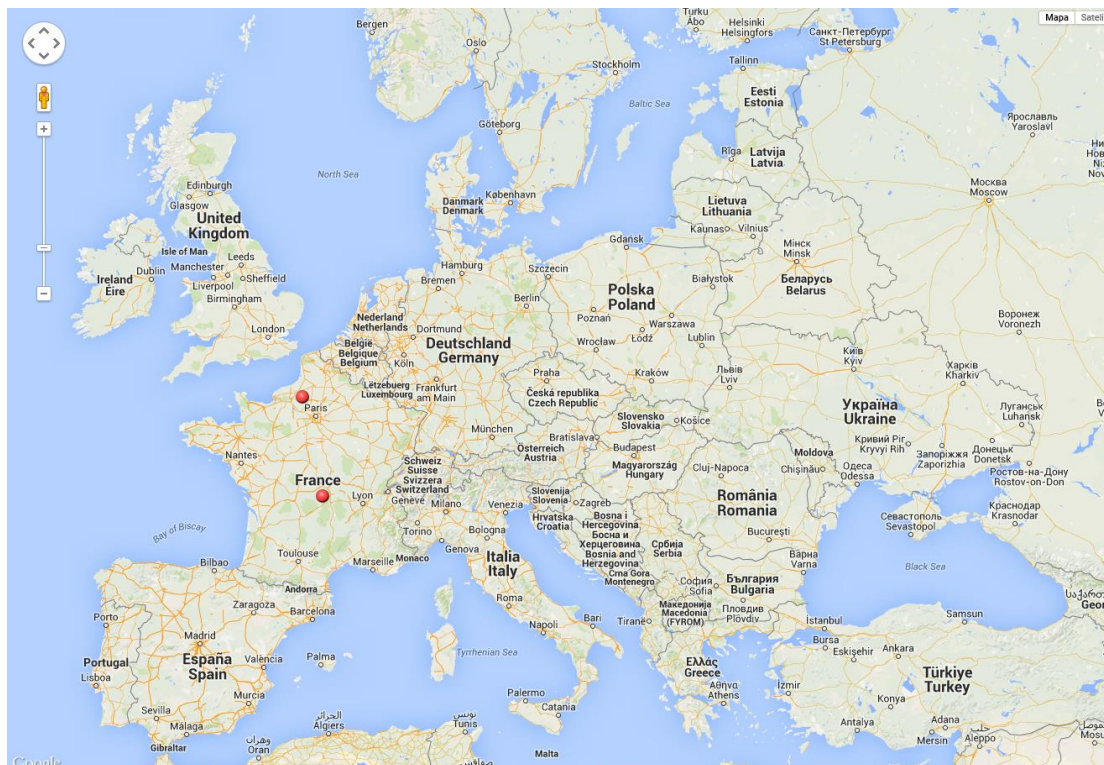 Mapa
Sateli
Bergen
Oslo
Stockholm
Turku
Åbo
Helsinki
Helsingfors
Санкт-Петербург
St Petersburg
Tallinn
Eesti
Estonia
Baltic Sea
Göteborg
Ярославль
Yaroslavl
Rīga
Latvija
Latvia
North Sea
Москва
Moscow
Edinburgh
Glasgow
United
Kingdom
København
Danmark
Denmark
Lietuva
Lithuania
Kaunas
Vilnius
Isle of Man
Мінск
Minsk
Gdańsk
Leeds
Manchester
Sheffield
Liverpool
Dublin
Ireland
Éire
Birmingham
Hamburg
Bremen
Szczecin
Białystok
Беларусь
Belarus
Berlin
Polska
Poland
Poznań
Warszawa
Łódź
Lublin
Wrocław
Воронеж
Voronezh
London
Nederland
Netherlands
België
Belgique
Belgium
Dortmund
Köln
Deutschland
Germany
Київ
Kyiv
Харків
Kharkiv
Lëtzebuerg
Luxembourg
Frankfurt
am Main
Praha
Česká republika
Czech Republic
Kraków
Львів
Lviv
Україна
Ukraine
Луганськ
Luhansk
Paris
Slovensko
Slovakia
Košice
München
Bratislava
Österreich
Austria
Budapest
Magyarország
Hungary
Кривий Ріг
Kryvyi Rih
Запоріжжя
Zaporizhia
Донецьк
Donetsk
Nantes
Schweiz
Suisse
Svizzera
Switzerland
Genève
France
Lyon
Moldova
Chișinău
Одеса
Odessa
Ростов-на-Дону
Rostov-on-Don
Cluj-Napoca
România
Romania
București
Milano
Torino
Venezia
Slovenija
Slovenia
Zagreb
Hrvatska
Croatia
Севастополь
Sevastopol
Краснодар
Krasnodar
Bay of Biscay
Bologna
Genova
Bosna i
Hercegovina
Босна и
Херцеговина
Bosnia and
Herzegovina
Србија
Serbia
Toulouse
Marseille
Monaco
Italia
Italy
Crna Gora
Montenegro
София
Sofia
България
Bulgaria
Варна
Varna
Black Sea
Bilbao
Andorra
Zaragoza
Barcelona
Roma
Македонија
Macedonia
(FYROM)
Пловдив
Plovdiv
Porto
Madrid
España
Spain
Portugal
Lisboa
València
Palma
Murcia
Sevilla
Málaga
Gibraltar
Napoli
Bari
Tiranë
Tyrrhenian Sea
İstanbul
Bursa
Eskişehir
Ankara
Samsun
Ελλάς
Greece
Αθήνα
Athens
İzmir
Türkiye
Turkey
Konya
Antalya
Adana
Mersin
حلب
Aleppo
Palermo
Catania
الجزائر
Algiers
وهران
Oran
تونس
Tunis
صفاقس
Malta
Google